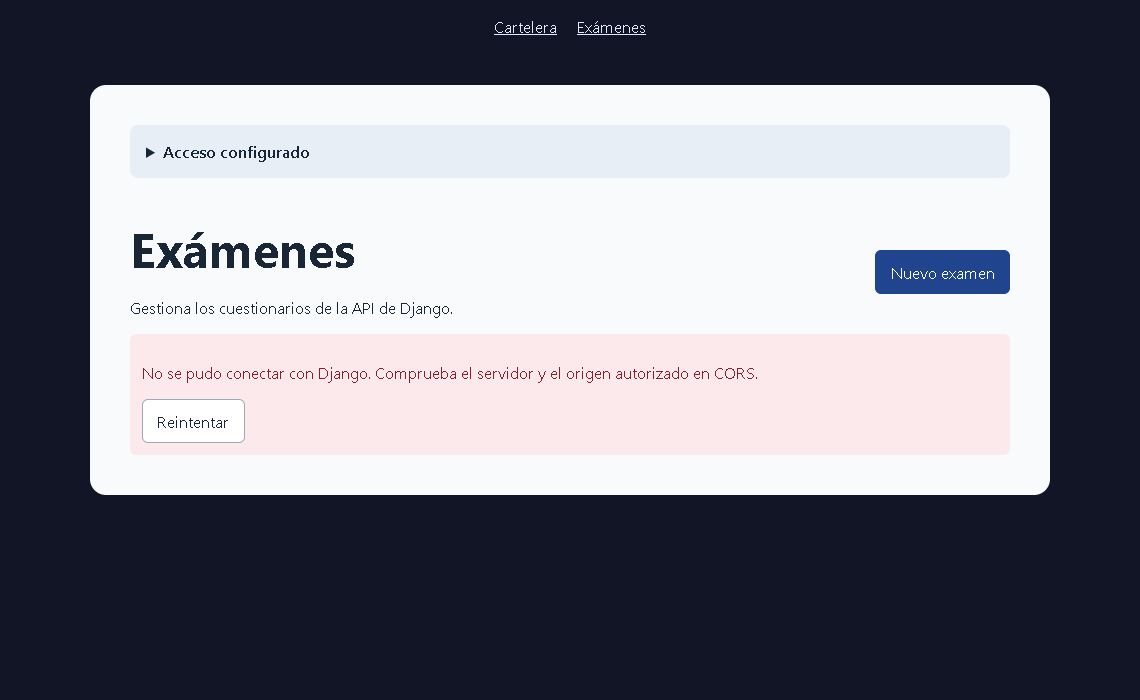 Cartelera Exámenes
Acceso configurado
Exámenes
Nuevo examen
Gestiona los cuestionarios de la API de Django.
No se pudo conectar con Django. Comprueba el servidor y el origen autorizado en CORS.
Reintentar